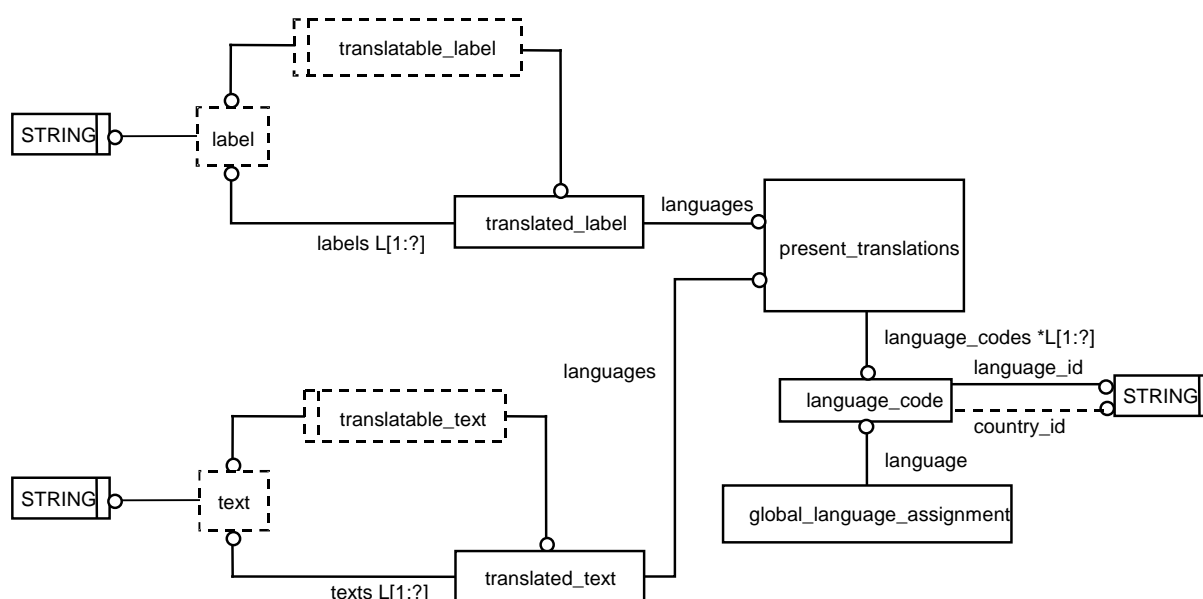 translatable_label
STRING
label
translated_label
languages
labels L[1:?]
present_translations
language_codes *L[1:?]
languages
language_id
language_code
STRING
country_id
translatable_text
language
STRING
text
global_language_assignment
translated_text
texts L[1:?]